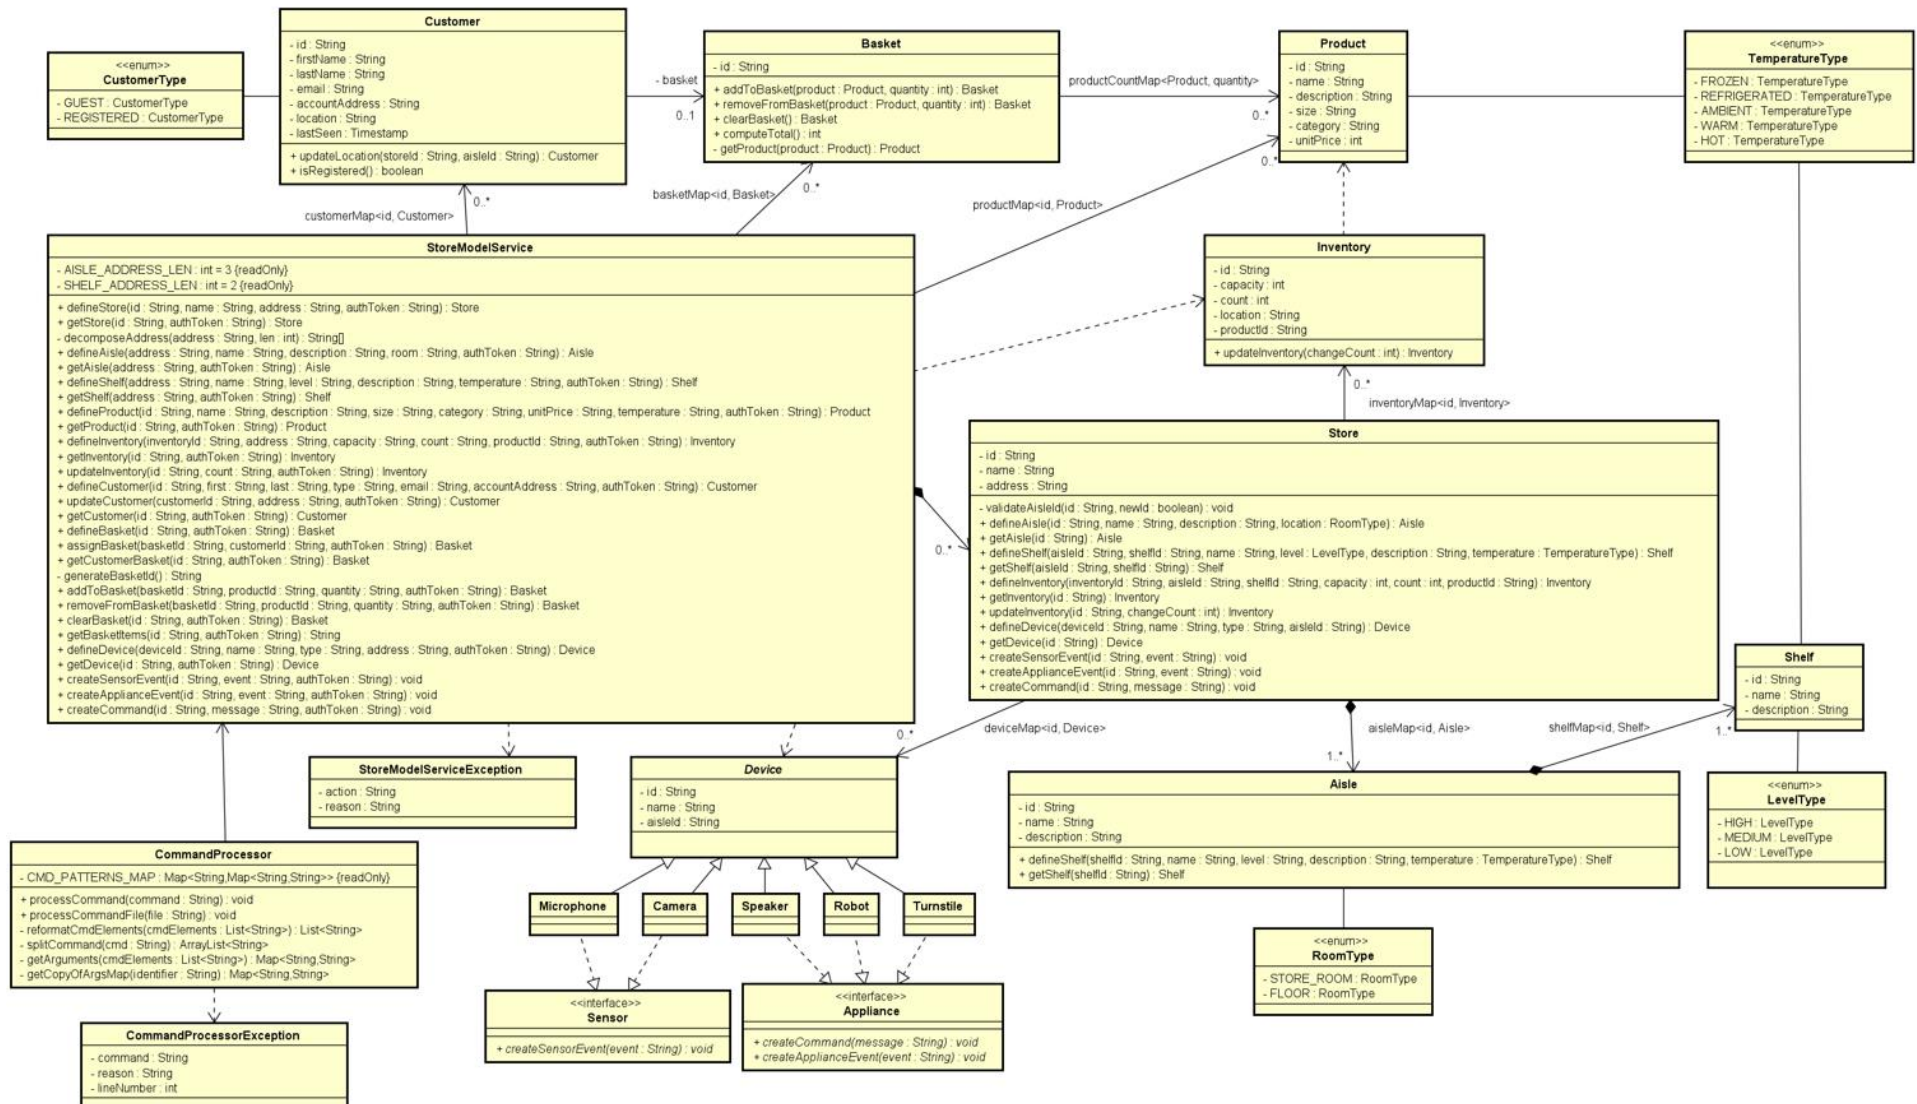 Customer
- id : String
- firstName : String
- lastName : String
- email : String
- accountAddress : String
- location : String
- lastSeen : Timestamp
+ updateLocation(storeId : String, aisleId : String) : Customer
+ isRegistered() : boolean
<<enum>>
CustomerType
- GUEST : CustomerType
- REGISTERED : CustomerType
- basket
0..1
Basket
- id : String
+ addToBasket(product : Product, quantity : int) : Basket
+ removeFromBasket(product : Product, quantity : int) : Basket
+ clearBasket() : Basket
+ computeTotal() : int
- getProduct(product : Product) : Product
productCountMap<Product, quantity>
0..*
Product
- id : String
- name : String
- description : String
- size : String
- category : String
- unitPrice : int
<<enum>>
TemperatureType
- FROZEN : TemperatureType
- REFRIGERATED : TemperatureType
- AMBIENT : TemperatureType
- WARM : TemperatureType
- HOT : TemperatureType
0..*
customerMap<id, Customer>
basketMap<id, Basket>
0..*
productMap<id, Product>
0..*
StoreModelService
- AISLE_ADDRESS_LEN : int = 3 {readOnly}
- SHELF_ADDRESS_LEN : int = 2 {readOnly}
+ defineStore(id : String, name : String, address : String, authToken : String) : Store
+ getStore(id : String, authToken : String) : Store
- decomposeAddress(address : String, len : int) : String[]
+ defineAisle(address : String, name : String, description : String, room : String, authToken : String) : Aisle
+ getAisle(address : String, authToken : String) : Aisle
+ defineShelf(address : String, name : String, level : String, description : String, temperature : String, authToken : String) : Shelf
+ getShelf(address : String, authToken : String) : Shelf
+ defineProduct(id : String, name : String, description : String, size : String, category : String, unitPrice : String, temperature : String, authToken : String) : Product
+ getProduct(id : String, authToken : String) : Product
+ defineInventory(inventoryId : String, address : String, capacity : String, count : String, productId : String, authToken : String) : Inventory
+ getInventory(id : String, authToken : String) : Inventory
+ updateInventory(id : String, count : String, authToken : String) : Inventory
+ defineCustomer(id : String, first : String, last : String, type : String, email : String, accountAddress : String, authToken : String) : Customer
+ updateCustomer(customerId : String, address : String, authToken : String) : Customer
+ getCustomer(id : String, authToken : String) : Customer
+ defineBasket(id : String, authToken : String) : Basket
+ assignBasket(basketId : String, customerId : String, authToken : String) : Basket
+ getCustomerBasket(id : String, authToken : String) : Basket
- generateBasketId() : String
+ addToBasket(basketId : String, productId : String, quantity : String, authToken : String) : Basket
+ removeFromBasket(basketId : String, productId : String, quantity : String, authToken : String) : Basket
+ clearBasket(id : String, authToken : String) : Basket
+ getBasketItems(id : String, authToken : String) : String
+ defineDevice(deviceId : String, name : String, type : String, address : String, authToken : String) : Device
+ getDevice(id : String, authToken : String) : Device
+ createSensorEvent(id : String, event : String, authToken : String) : void
+ createApplianceEvent(id : String, event : String, authToken : String) : void
+ createCommand(id : String, message : String, authToken : String) : void
Inventory
- id : String
- capacity : int
- count : int
- location : String
- productId : String
+ updateInventory(changeCount : int) : Inventory
0..*
inventoryMap<id, Inventory>
0..*
Store
- id : String
- name : String
- address : String
- validateAisleId(id : String, newId : boolean) : void
+ defineAisle(id : String, name : String, description : String, location : RoomType) : Aisle
+ getAisle(id : String) : Aisle
+ defineShelf(aisleId : String, shelfId : String, name : String, level : LevelType, description : String, temperature : TemperatureType) : Shelf
+ getShelf(aisleId : String, shelfId : String) : Shelf
+ defineInventory(inventoryId : String, aisleId : String, shelfId : String, capacity : int, count : int, productId : String) : Inventory
+ getInventory(id : String) : Inventory
+ updateInventory(id : String, changeCount : int) : Inventory
+ defineDevice(deviceId : String, name : String, type : String, aisleId : String) : Device
+ getDevice(id : String) : Device
+ createSensorEvent(id : String, event : String) : void
+ createApplianceEvent(id : String, event : String) : void
+ createCommand(id : String, message : String) : void
Shelf
- id : String
- name : String
- description : String
0..*
deviceMap<id, Device>
aisleMap<id, Aisle>
1..*
shelfMap<id, Shelf>
1..*
StoreModelServiceException
- action : String
- reason : String
Device
- id : String
- name : String
- aisleId : String
Aisle
- id : String
- name : String
- description : String
+ defineShelf(shelfId : String, name : String, level : String, description : String, temperature : TemperatureType) : Shelf
+ getShelf(shelfId : String) : Shelf
<<enum>>
LevelType
- HIGH : LevelType
- MEDIUM : LevelType
- LOW : LevelType
CommandProcessor
- CMD_PATTERNS_MAP : Map<String,Map<String,String>> {readOnly}
+ processCommand(command : String) : void
+ processCommandFile(file : String) : void
- reformatCmdElements(cmdElements : List<String>) : List<String>
- splitCommand(cmd : String) : ArrayList<String>
- getArguments(cmdElements : List<String>) : Map<String,String>
- getCopyOfArgsMap(identifier : String) : Map<String,String>
Microphone
Camera
Speaker
Robot
Turnstile
<<enum>>
RoomType
- STORE_ROOM : RoomType
- FLOOR : RoomType
<<interface>>
Sensor
+ createSensorEvent(event : String) : void
<<interface>>
Appliance
+ createCommand(message : String) : void
+ createApplianceEvent(event : String) : void
CommandProcessorException
- command : String
- reason : String
- lineNumber : int